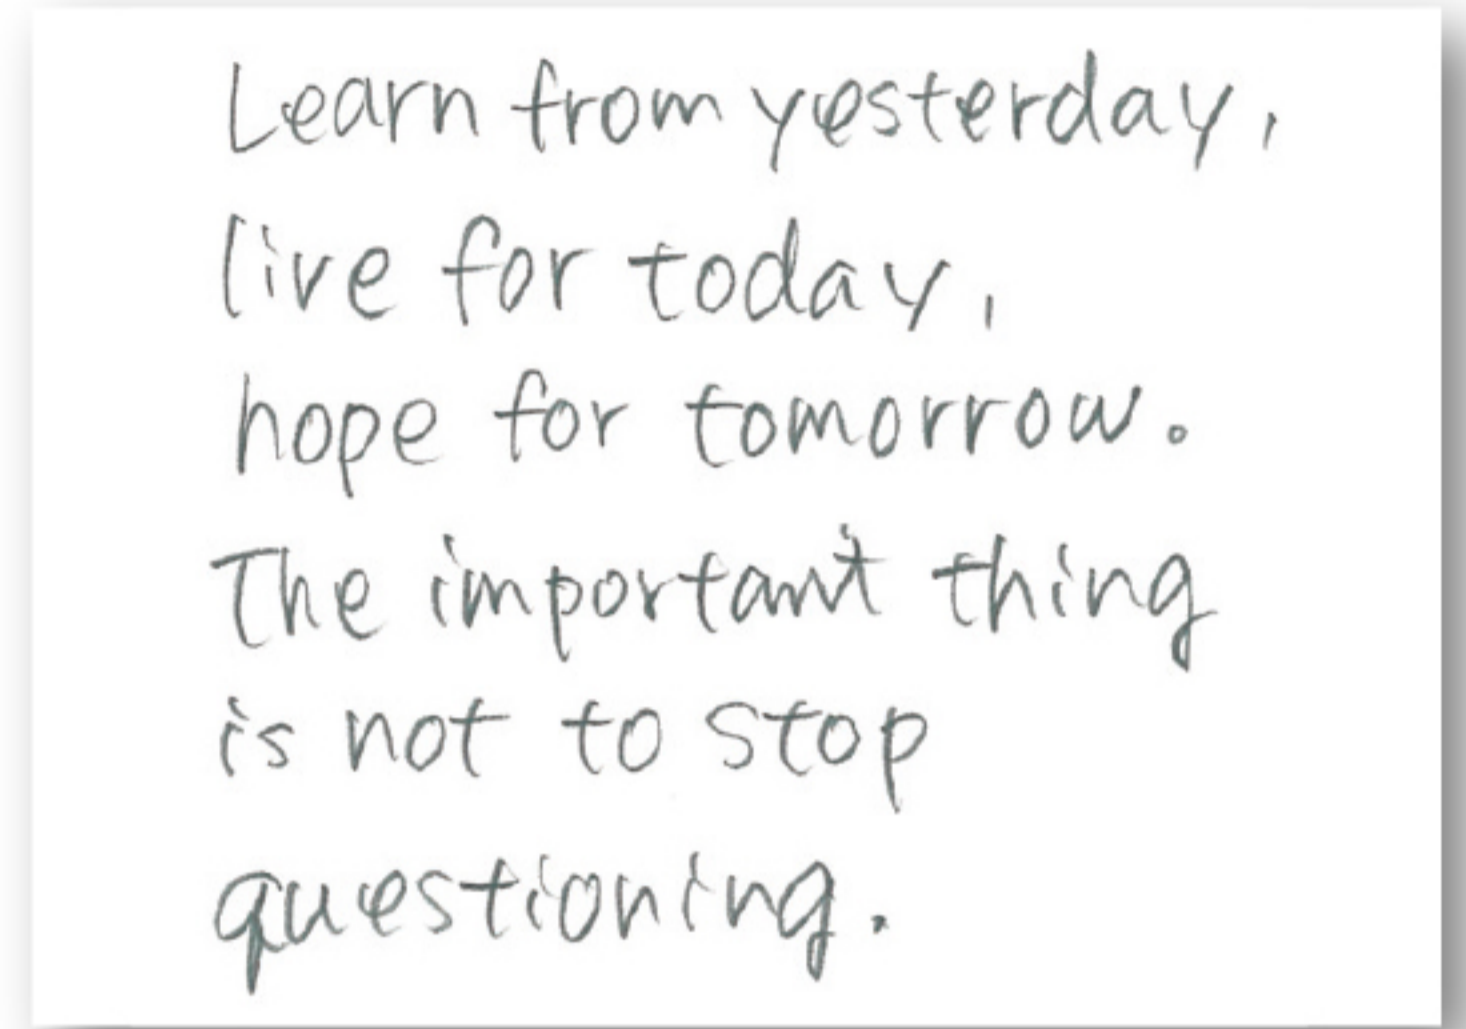 Learn from yesterday,
live for today,
hope for tomorrow.
The important thing
is not to stop
questioning.